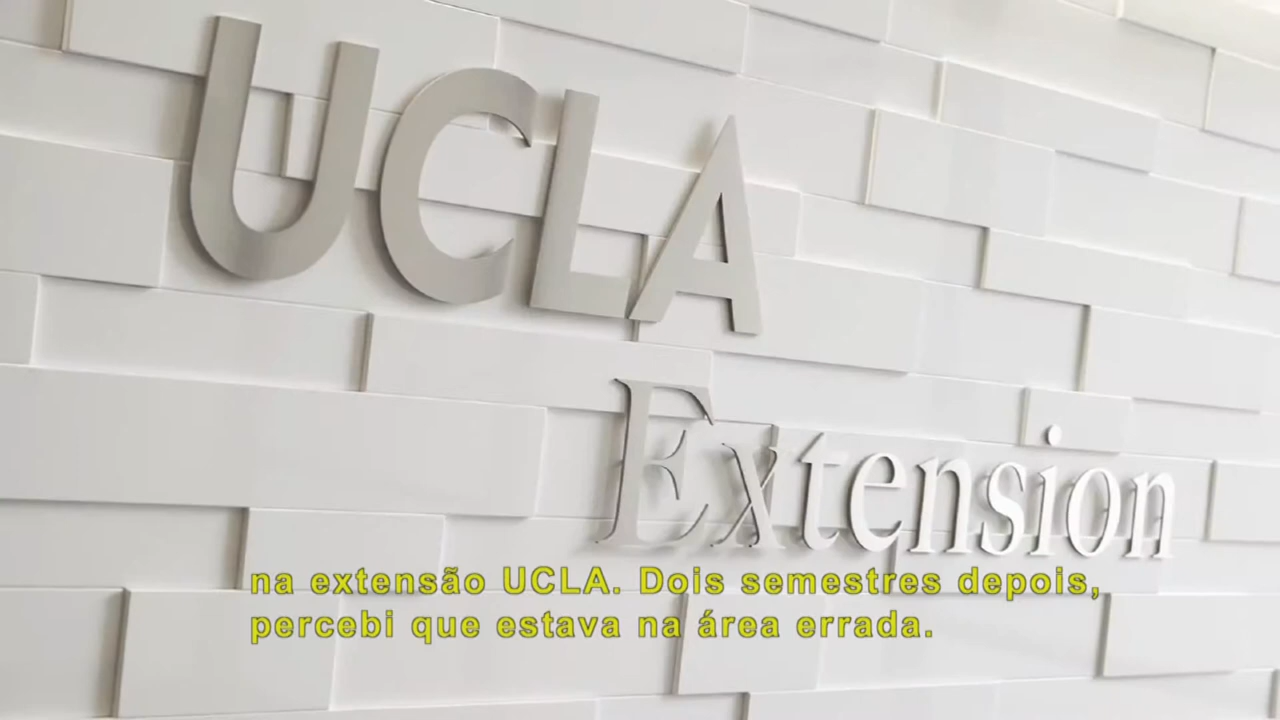 UCLA
Extension
na extensão UCLA. Dois semestres depois,
percebi que estava na área errada.